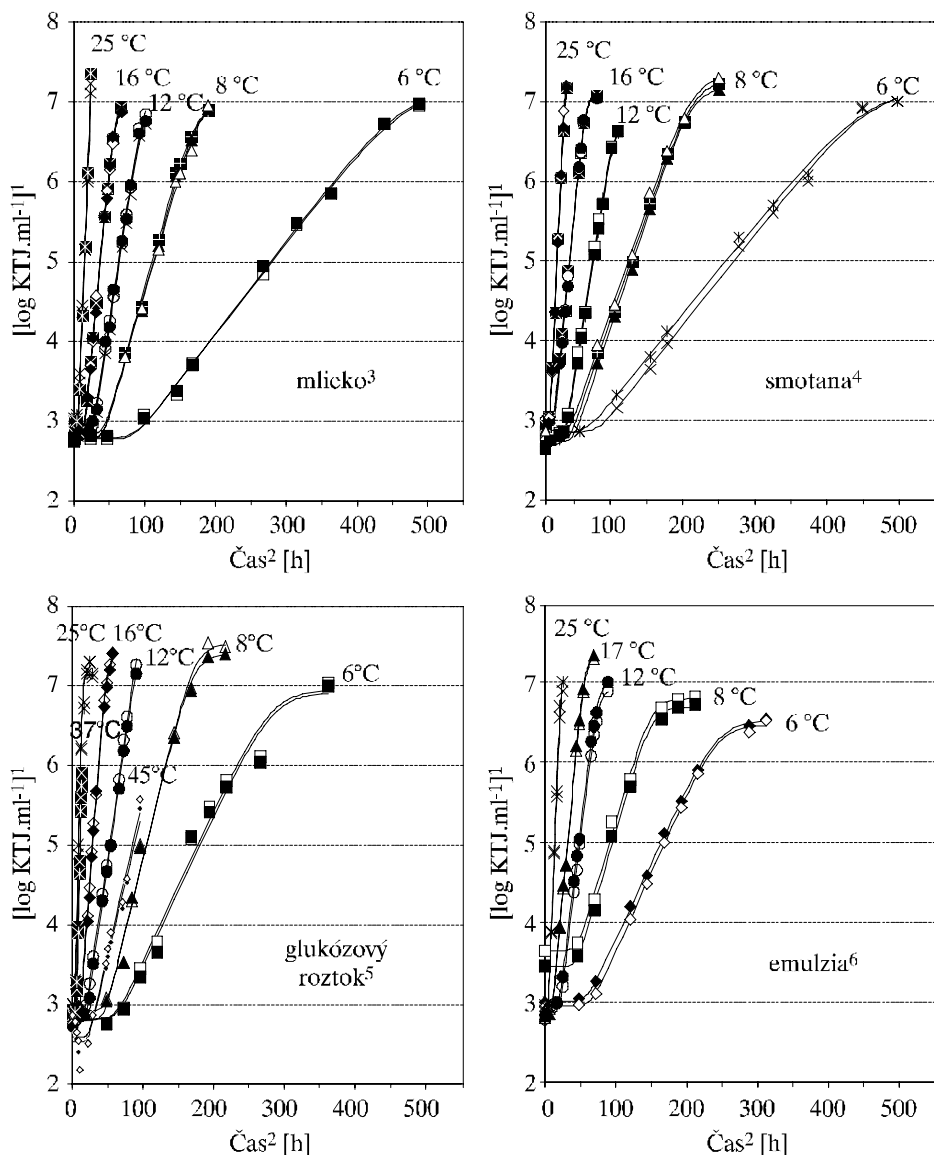 8
7
6
5
4
3
2
[log KTJ.ml⁻¹]¹
25 °C
16 °C
12 °C
8 °C
6 °C
mlicko³
0 100 200 300 400 500
Čas² [h]
8
7
6
5
4
3
2
[log KTJ.ml⁻¹]¹
25 °C
16 °C
12 °C
8 °C
6 °C
smotana⁴
0 100 200 300 400 500
Čas² [h]
8
7
6
5
4
3
2
[log KTJ.ml⁻¹]¹
25°C 16°C
12°C
8°C
6°C
37°C
45°C
glukózový
roztok⁵
0 100 200 300 400 500
Čas² [h]
8
7
6
5
4
3
2
[log KTJ.ml⁻¹]¹
25 °C
17 °C
12 °C
8 °C
6 °C
emulzia⁶
0 100 200 300 400 500
Čas² [h]